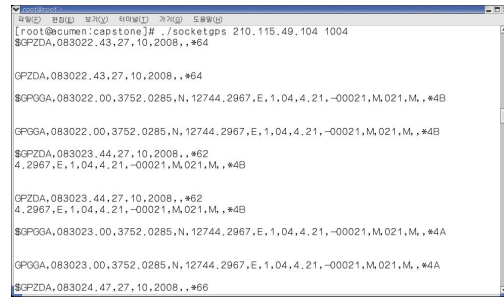 root@root:~
파일(F) 편집(E) 보기(V) 터미널(T) 가기(G) 도움말(H)
[root@acumen:capstone]# ./socketgps 210.115.49.104 1004
$GPZDA,083022.43,27,10,2008,,*64
GPZDA,083022.43,27,10,2008,,*64
$GPGGA,083022.00,3752.0285,N,12744.2967,E,1,04,4.21,-00021,M,021,M,,*4B
GPGGA,083022.00,3752.0285,N,12744.2967,E,1,04,4.21,-00021,M,021,M,,*4B
$GPZDA,083023.44,27,10,2008,,*62
4.2967,E,1,04,4.21,-00021,M,021,M,,*4B
GPZDA,083023.44,27,10,2008,,*62
4.2967,E,1,04,4.21,-00021,M,021,M,,*4B
$GPGGA,083023.00,3752.0285,N,12744.2967,E,1,04,4.21,-00021,M,021,M,,*4A
GPGGA,083023.00,3752.0285,N,12744.2967,E,1,04,4.21,-00021,M,021,M,,*4A
$GPZDA,083024.47,27,10,2008,,*66